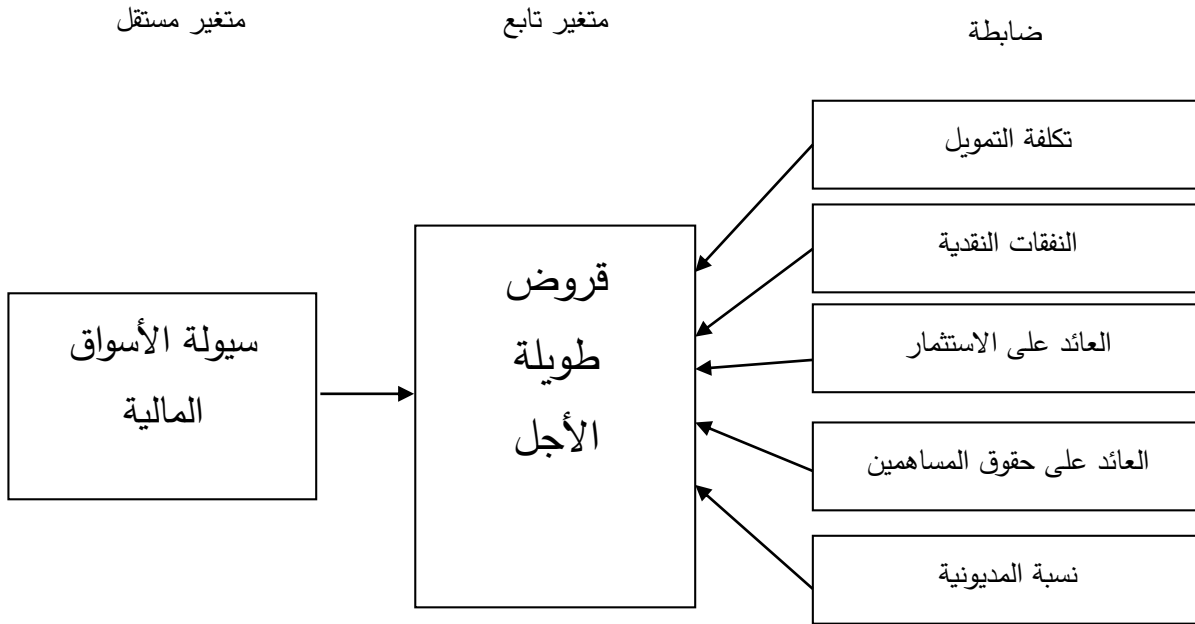 متغير مستقل
متغير تابع
ضابطة
تكلفة التمويل
النفقات النقدية
العائد على الاستثمار
العائد على حقوق المساهمين
نسبة المديونية
قروض
طويلة
الأجل
سيولة الأسواق
المالية